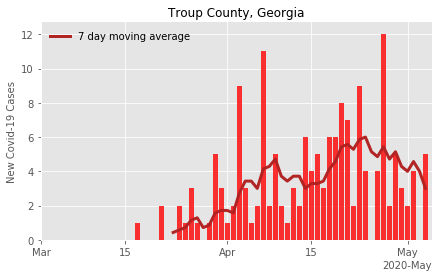 Troup County, Georgia
7 day moving average
New Covid-19 Cases
12
10
8
6
4
2
0
Mar
15
Apr
15
May
2020-May